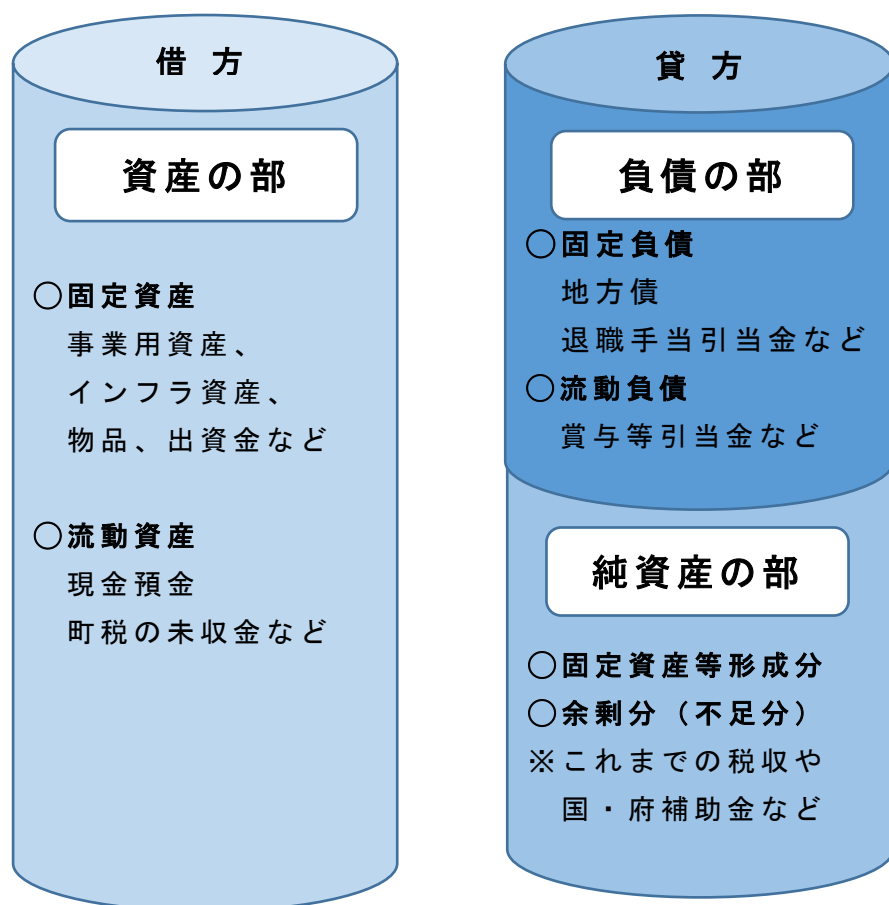 借 方
資産の部
○固定資産
事業用資産、
インフラ資産、
物品、出資金など
○流動資産
現金預金
町税の未収金など
貸 方
負債の部
○固定負債
地方債
退職手当引当金など
○流動負債
賞与等引当金など
純資産の部
○固定資産等形成分
○余剰分（不足分）
※これまでの税収や
国・府補助金など